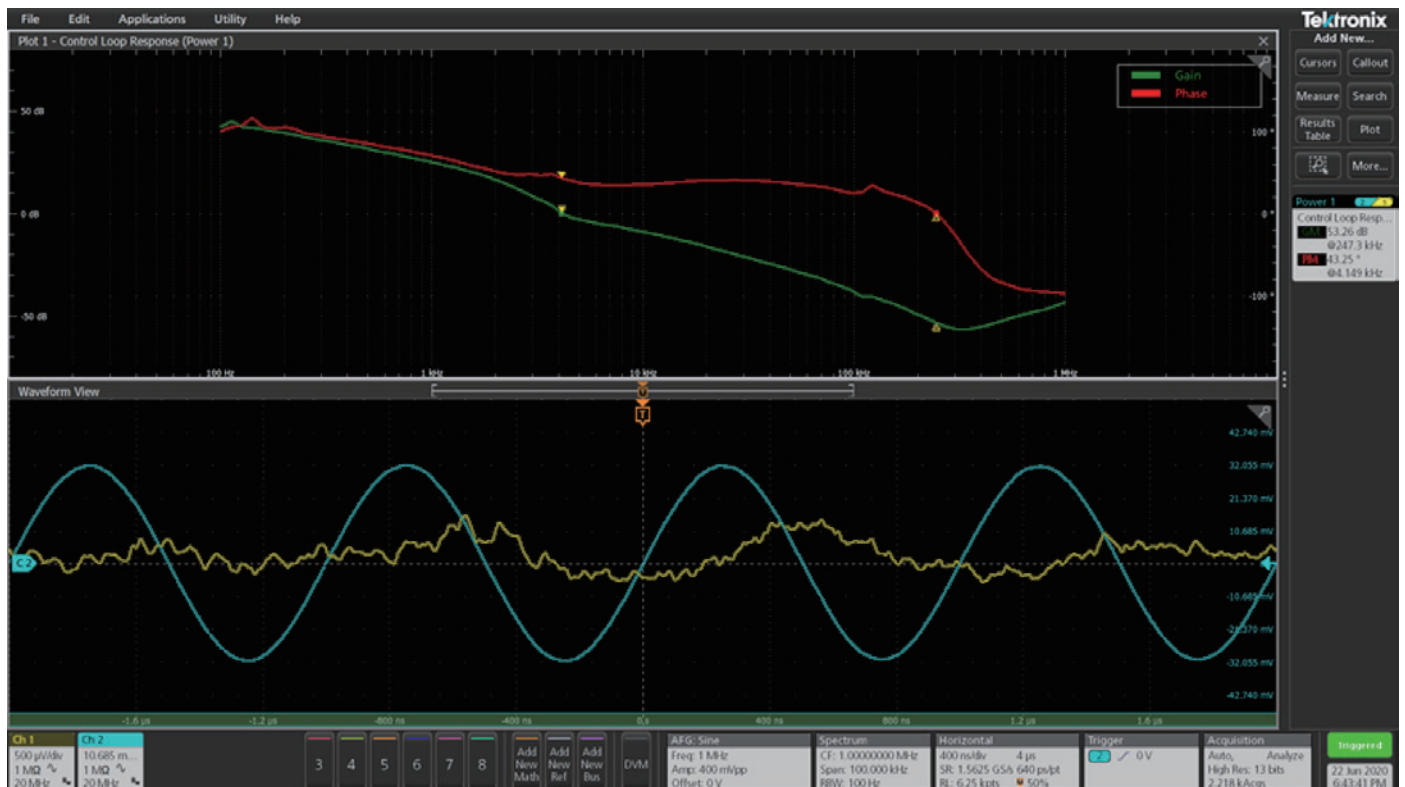 File Edit Applications Utility Help
Tektronix
Add New...
Plot 1 - Control Loop Response (Power 1)
Cursors Callout
Measure Search
Results Table Plot
More...
Gain
Phase
50 dB
0 dB
-50 dB
100 °
0 °
-100 °
100 Hz 1 kHz 10 kHz 100 kHz 1 MHz
Power 1 2 1
Control Loop Resp...
GM: 53.26 dB
@247.3 kHz
PM: 43.25 °
@4.149 kHz
Waveform View
T
42.740 mV
32.055 mV
21.370 mV
10.685 mV
C 2
-10.685 mV
-21.370 mV
-32.055 mV
-42.740 mV
-1.6 µs -1.2 µs -800 ns -400 ns 0 s 400 ns 800 ns 1.2 µs 1.6 µs
Ch 1
500 µV/div
1 MΩ
20 MHz
Ch 2
10.685 m...
1 MΩ
20 MHz
3 4 5 6 7 8
Add New Math
Add New Ref
Add New Bus
DVM
AFG: Sine
Freq: 1 MHz
Amp: 400 mVpp
Offset: 0 V
Spectrum
CF: 1.00000000 MHz
Span: 100.000 kHz
RBW: 100 Hz
Horizontal
400 ns/div 4 µs
SR: 1.5625 GS/s 640 ps/pt
RL: 6.25 kpts 50%
Trigger
2 0 V
Acquisition
Auto, Analyze
High Res: 13 bits
2.218 kAcqs
Triggered
22 Jun 2020
6:43:41 PM